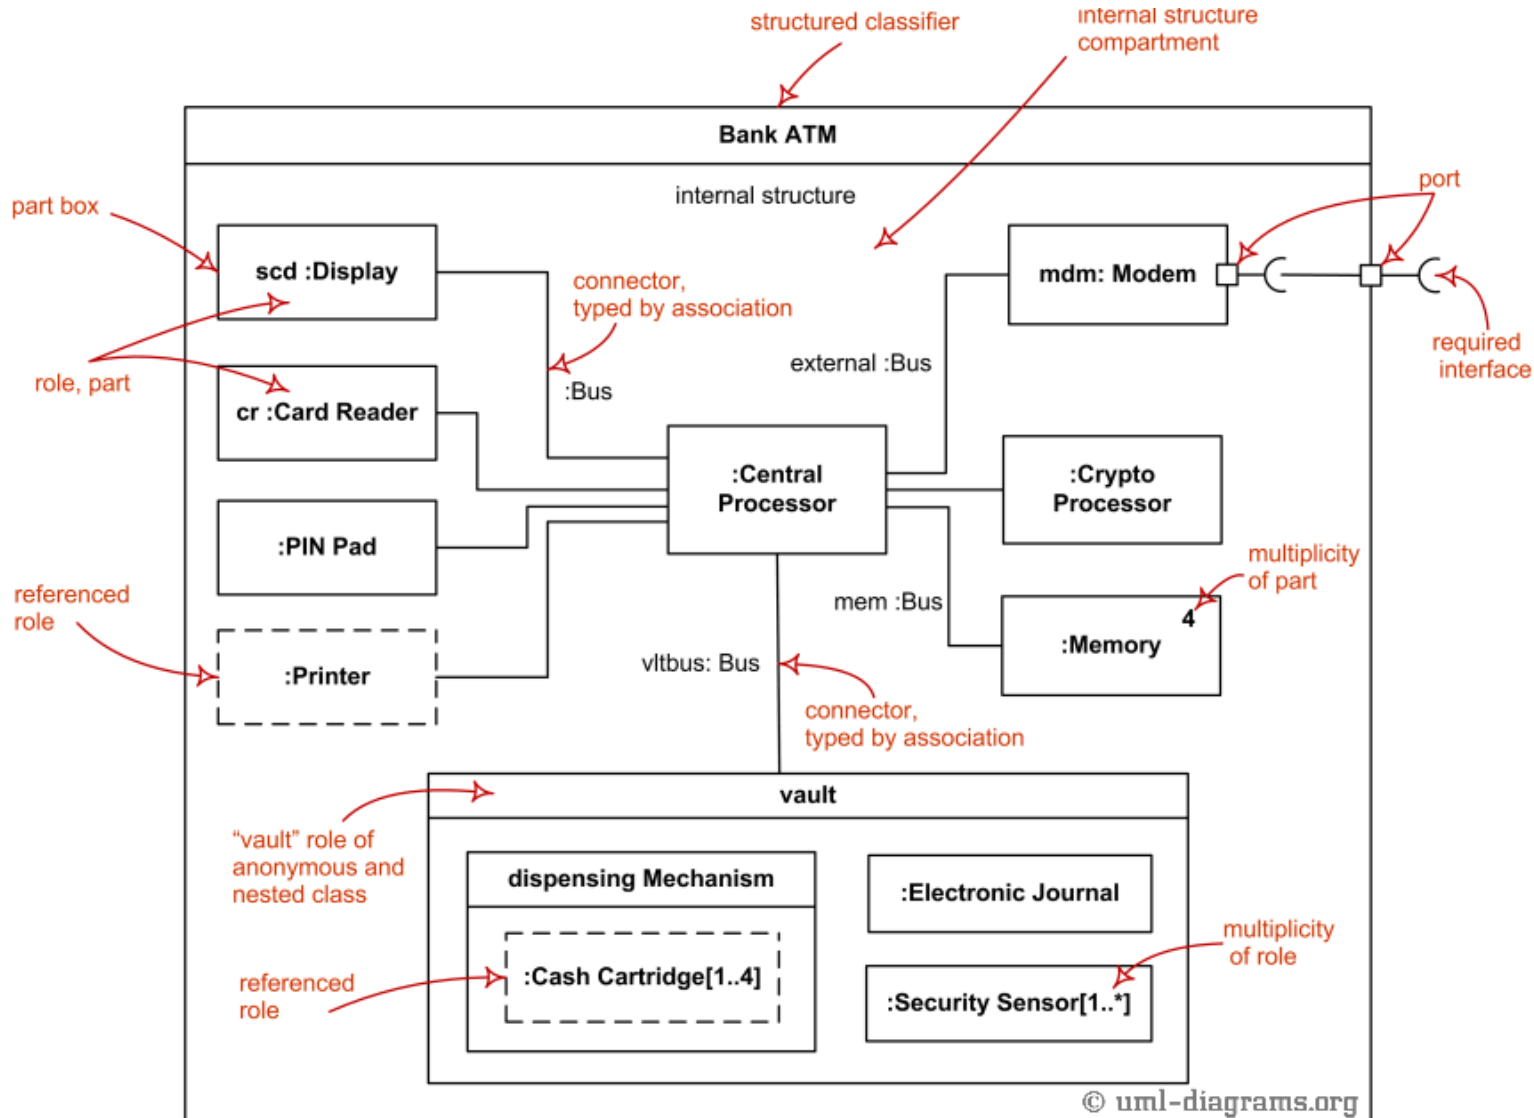 structured classifier
internal structure
compartment
Bank ATM
internal structure
port
part box
scd :Display
connector,
typed by association
mdm: Modem
required
interface
role, part
cr :Card Reader
:Bus
external :Bus
:Central
Processor
:Crypto
Processor
:PIN Pad
multiplicity
of part
referenced
role
:Printer
mem :Bus
4
:Memory
vltbus: Bus
connector,
typed by association
vault
"vault" role of
anonymous and
nested class
dispensing Mechanism
:Electronic Journal
:Cash Cartridge[1..4]
referenced
role
multiplicity
of role
:Security Sensor[1..*]
© uml-diagrams.org